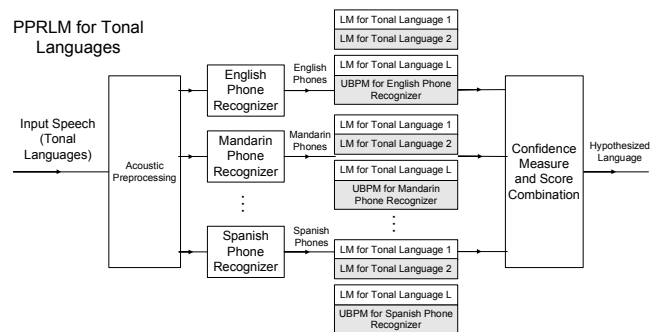 PPRLM for Tonal
Languages
Input Speech
(Tonal
Languages)
Acoustic
Preprocessing
English
Phone
Recognizer
English
Phones
LM for Tonal Language 1
LM for Tonal Language 2
LM for Tonal Language L
UBPM for English Phone
Recognizer
Mandarin
Phone
Recognizer
Mandarin
Phones
LM for Tonal Language 1
LM for Tonal Language 2
LM for Tonal Language L
UBPM for Mandarin
Phone Recognizer
Spanish
Phone
Recognizer
Spanish
Phones
LM for Tonal Language 1
LM for Tonal Language 2
LM for Tonal Language L
UBPM for Spanish Phone
Recognizer
Confidence
Measure
and Score
Combination
Hypothesized
Language